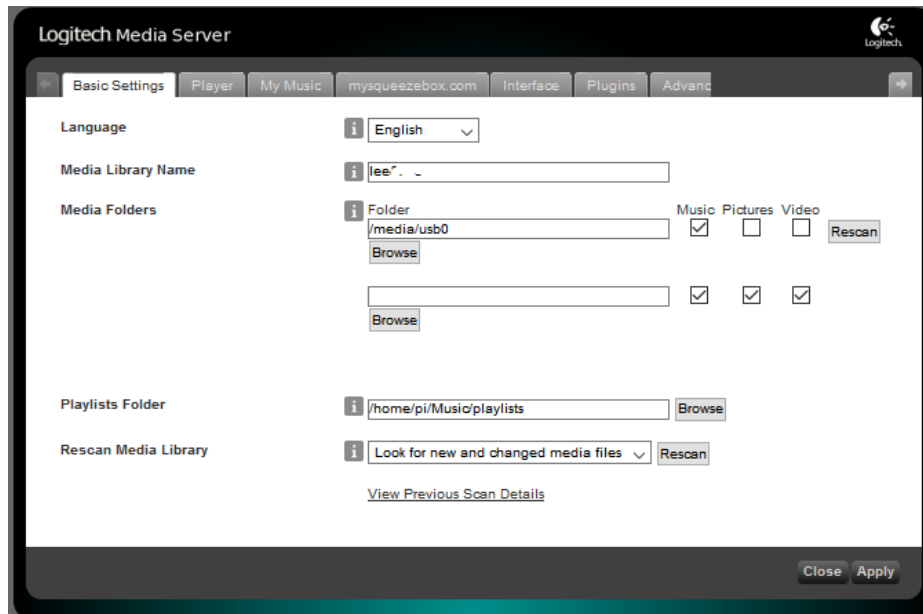 Logitech Media Server
Logitech
Basic Settings Player My Music mysqueezebox.com Interface Plugins Advanc
Language i English
Media Library Name i
Media Folders i Folder Music Pictures Video
/media/usb0 Rescan
Browse
Browse
Playlists Folder i /home/pi/Music/playlists Browse
Rescan Media Library i Look for new and changed media files Rescan
View Previous Scan Details
Close Apply